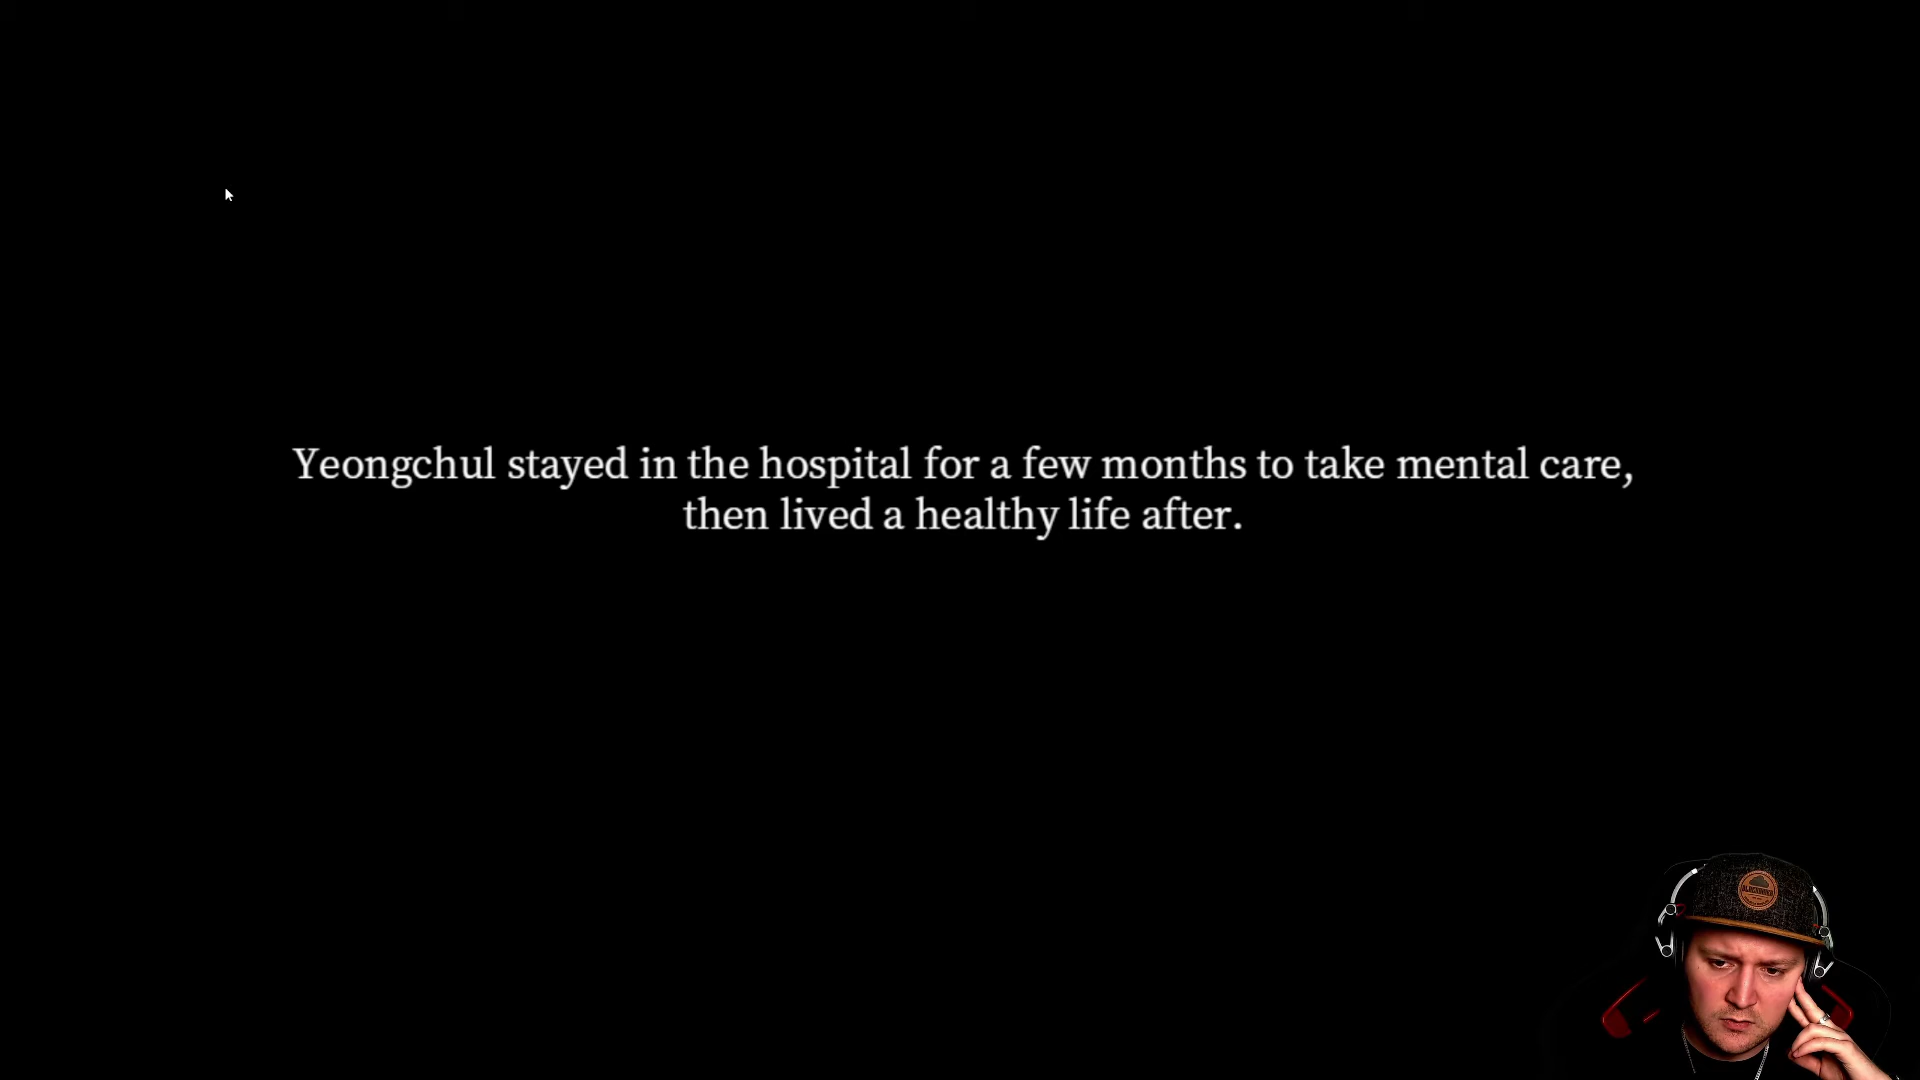 Yeongchul stayed in the hospital for a few months to take mental care,
then lived a healthy life after.